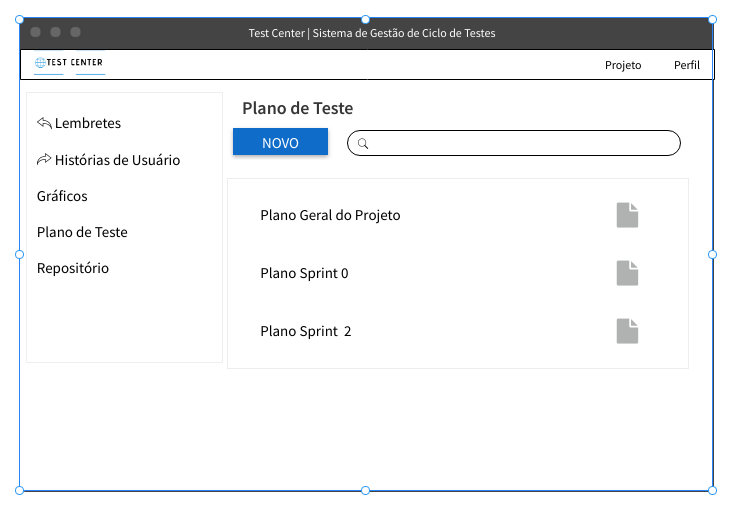 Test Center | Sistema de Gestão de Ciclo de Testes
TEST CENTER
Projeto
Perfil
Lembretes
Histórias de Usuário
Gráficos
Plano de Teste
Repositório
Plano de Teste
NOVO
Plano Geral do Projeto
Plano Sprint 0
Plano Sprint 2